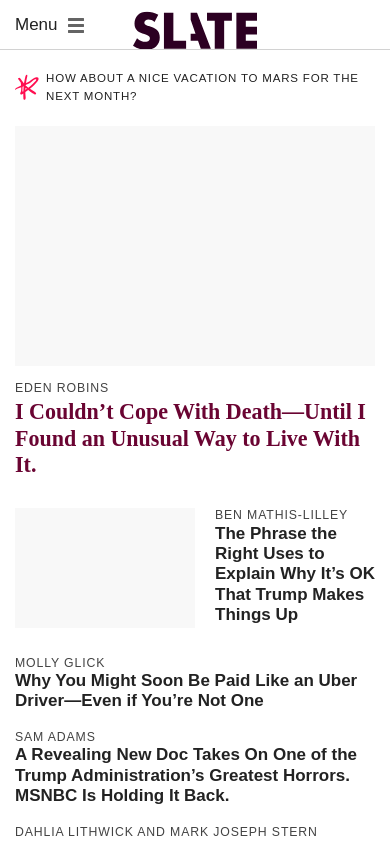 Menu
SLATE
HOW ABOUT A NICE VACATION TO MARS FOR THE
NEXT MONTH?
EDEN ROBINS
I Couldn’t Cope With Death—Until I
Found an Unusual Way to Live With
It.
BEN MATHIS-LILLEY
The Phrase the
Right Uses to
Explain Why It’s OK
That Trump Makes
Things Up
MOLLY GLICK
Why You Might Soon Be Paid Like an Uber
Driver—Even if You’re Not One
SAM ADAMS
A Revealing New Doc Takes On One of the
Trump Administration’s Greatest Horrors.
MSNBC Is Holding It Back.
DAHLIA LITHWICK AND MARK JOSEPH STERN